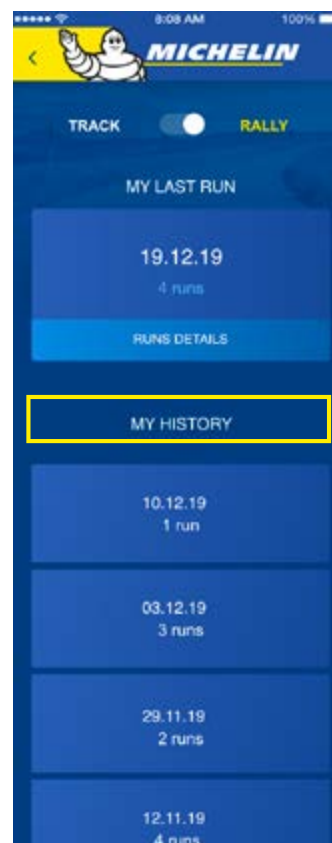 8:08 AM 100%
MICHELIN
TRACK RALLY
MY LAST RUN
19.12.19
4 runs
RUNS DETAILS
MY HISTORY
10.12.19
1 run
03.12.19
3 runs
29.11.19
2 runs
12.11.19
4 runs